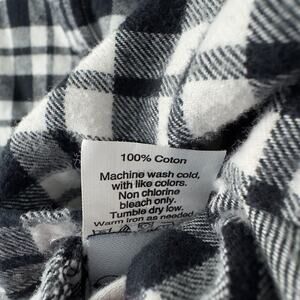 100% Coton
Machine wash cold,
with like colors.
Non chlorine
bleach only.
Tumble dry low.
Warm iron as needed